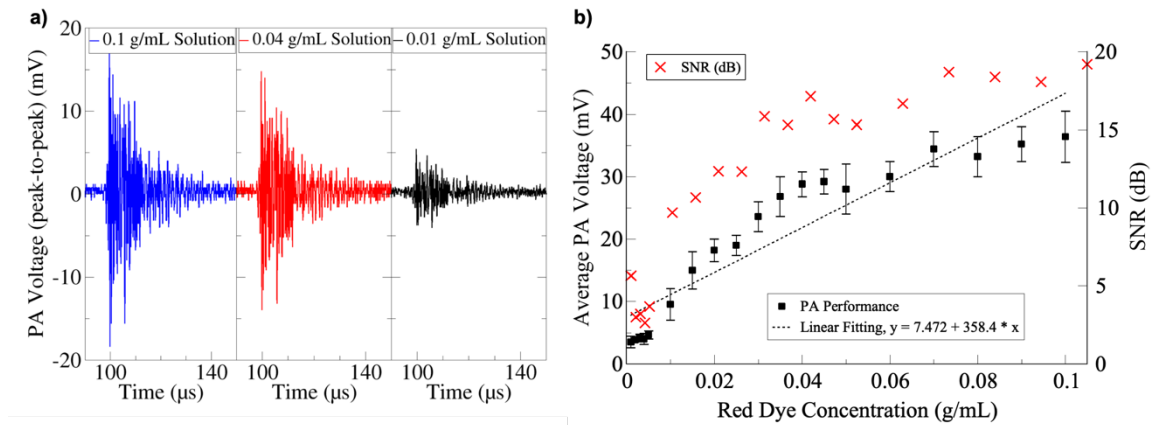 a)
PA Voltage (peak-to-peak) (mV)
20
10
0
-10
-20
0.1 g/mL Solution
0.04 g/mL Solution
0.01 g/mL Solution
100 140
100 140
100 140
Time (μs)
Time (μs)
Time (μs)
b)
Average PA Voltage (mV)
50
40
30
20
10
0
SNR (dB)
20
15
10
5
0
SNR (dB)
PA Performance
Linear Fitting, y = 7.472 + 358.4 * x
0 0.02 0.04 0.06 0.08 0.1
Red Dye Concentration (g/mL)